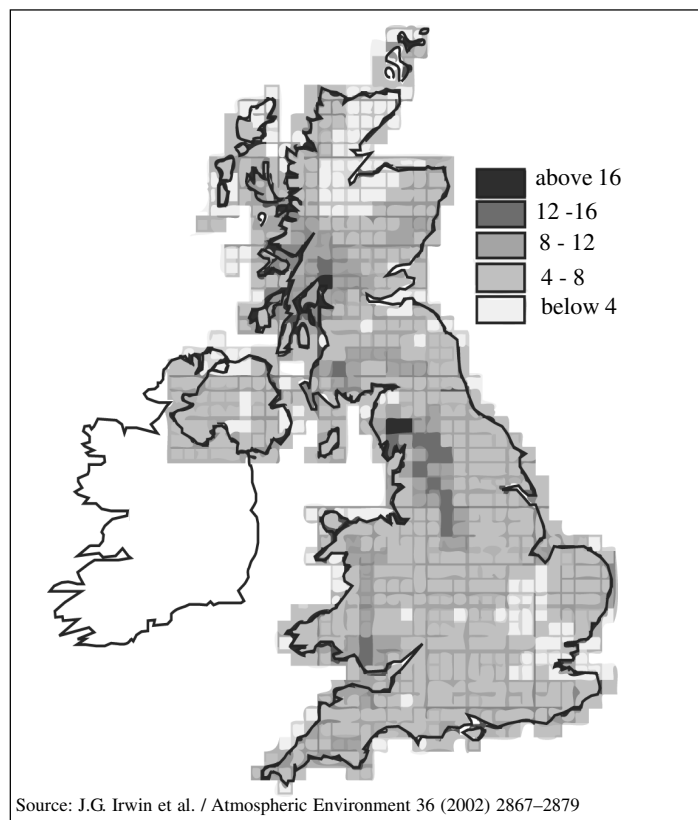 above 16
12 -16
8 - 12
4 - 8
below 4
Source: J.G. Irwin et al. / Atmospheric Environment 36 (2002) 2867–2879